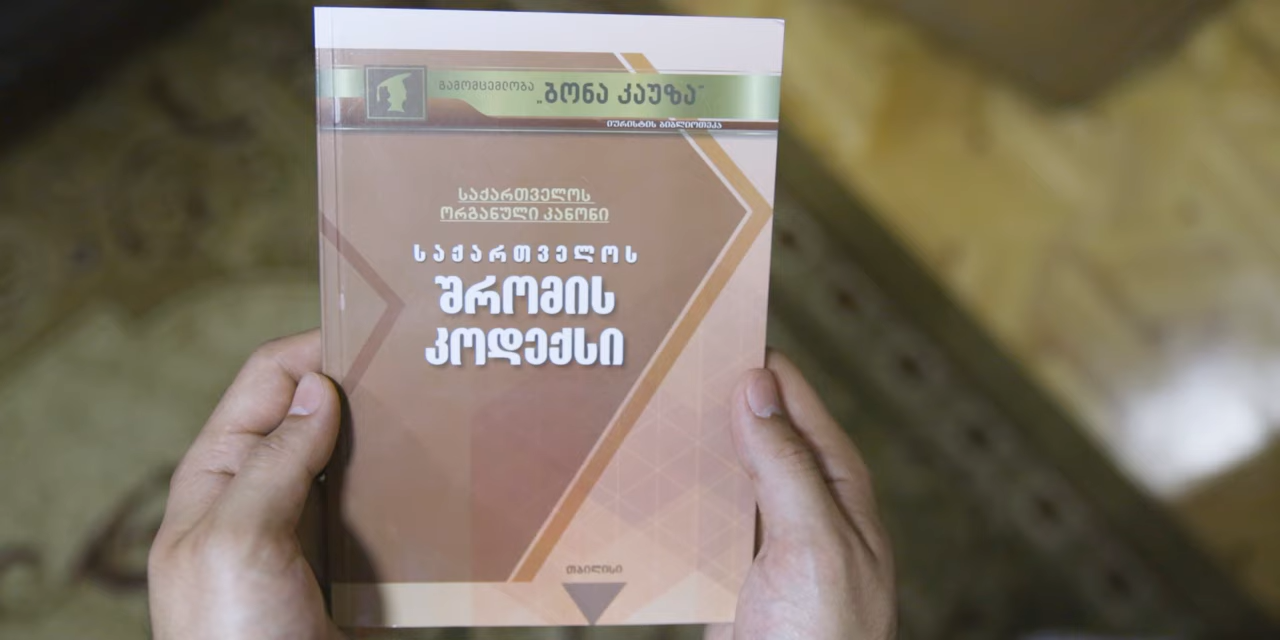 გამომცემლობა „ბონა კაუზა“
იურისტის ბიბლიოთეკა
საქართველოს
ორგანული კანონი
საქართველოს
შრომის
კოდექსი
თბილისი